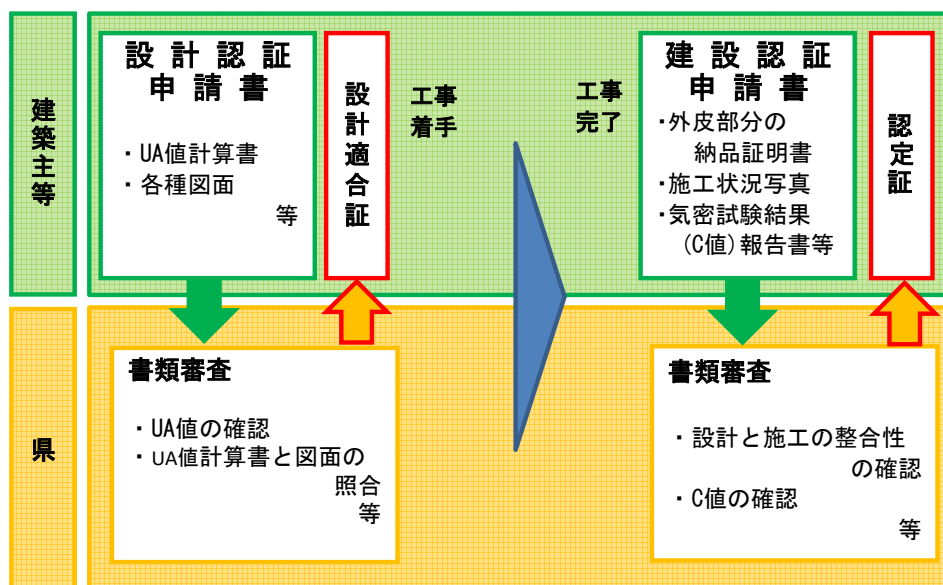 建築主等
設計認証
申請書
・UA値計算書
・各種図面
等
設計適合証
工事
着手
工事
完了
建設認証
申請書
・外皮部分の
納品証明書
・施工状況写真
・気密試験結果
(C値)報告書等
認定証
県
書類審査
・UA値の確認
・UA値計算書と図面の
照合
等
書類審査
・設計と施工の整合性
の確認
・C値の確認
等